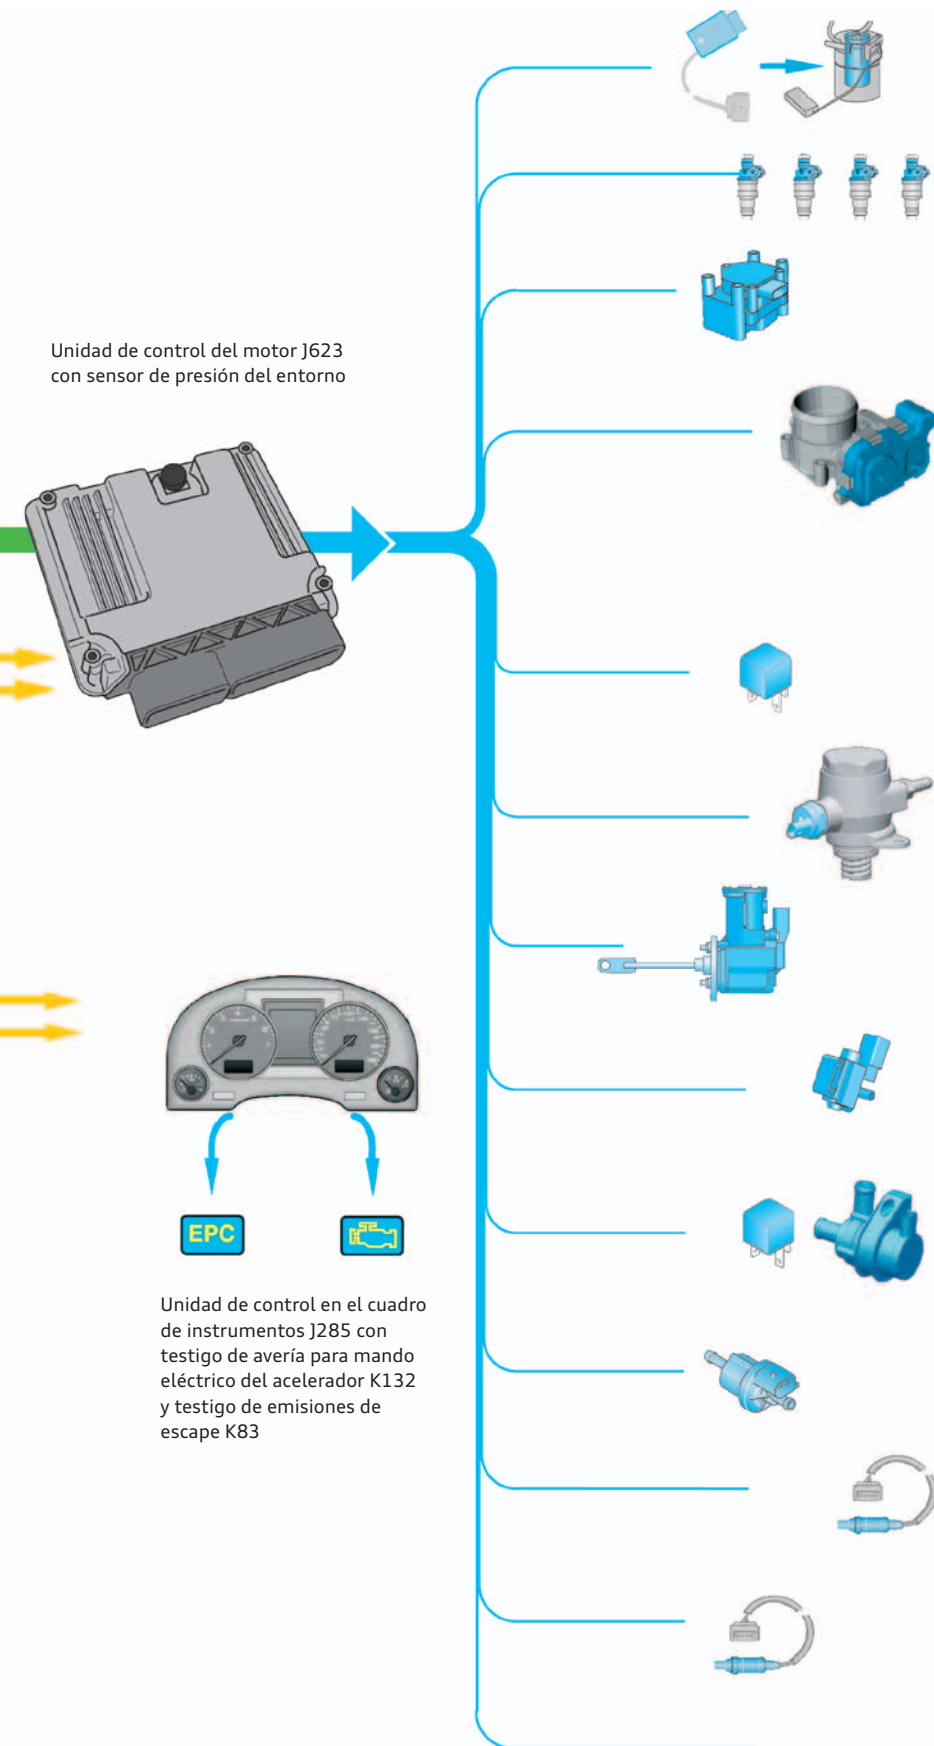 Unidad de control del motor J623
con sensor de presión del entorno
EPC
Unidad de control en el cuadro
de instrumentos J285 con
testigo de avería para mando
eléctrico del acelerador K132
y testigo de emisiones de
escape K83